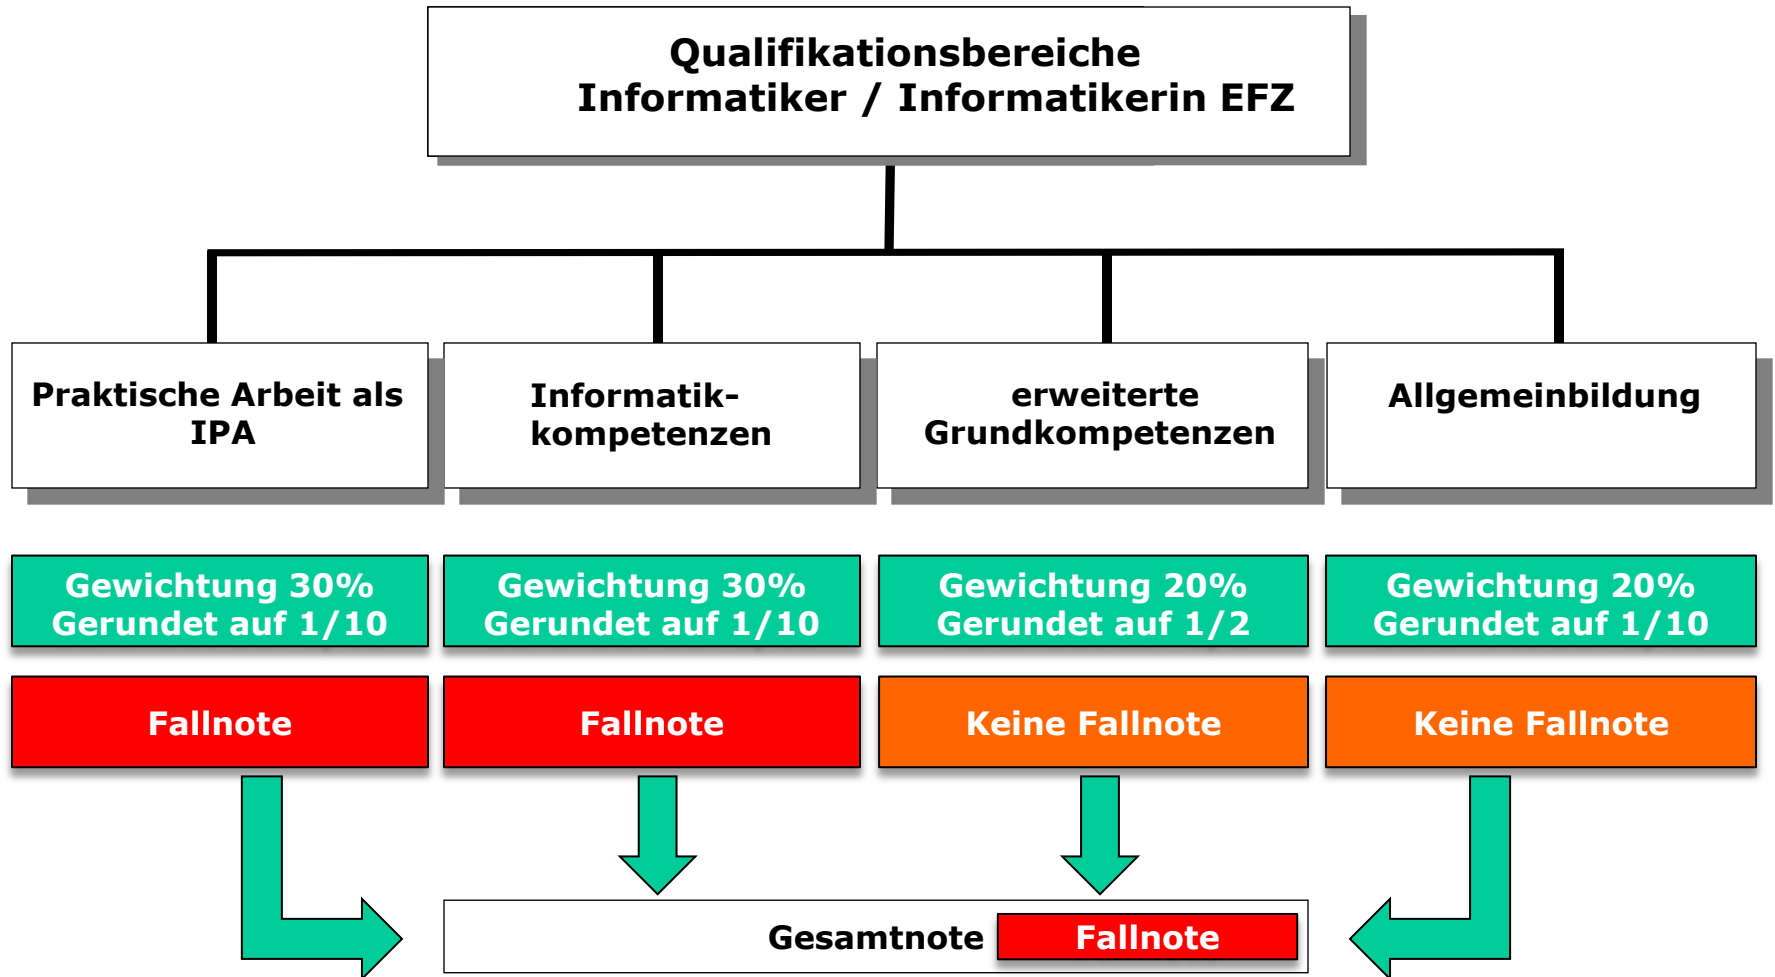 Qualifikationsbereiche
Informatiker / Informatikerin EFZ
Praktische Arbeit als
IPA
Informatik-
kompetenzen
erweiterte
Grundkompetenzen
Allgemeinbildung
Gewichtung 30%
Gerundet auf 1/10
Gewichtung 30%
Gerundet auf 1/10
Gewichtung 20%
Gerundet auf 1/2
Gewichtung 20%
Gerundet auf 1/10
Fallnote
Fallnote
Keine Fallnote
Keine Fallnote
Gesamtnote
Fallnote